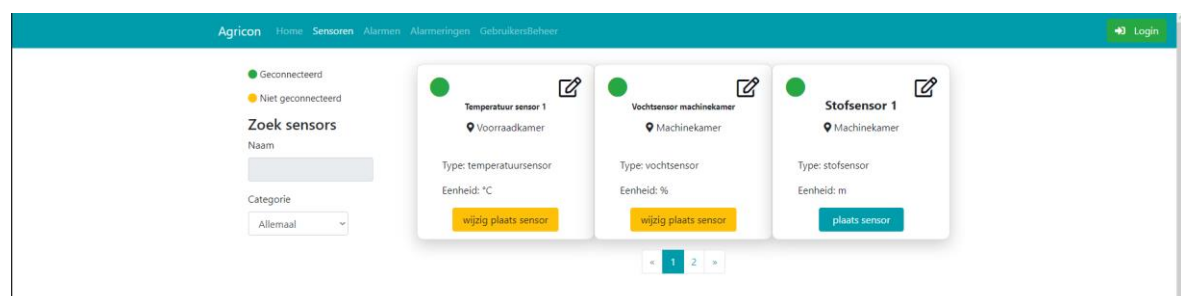 Agricon Home Sensoren Alarmen Alarmeringen GebruikersBeheer Login
Geconnecteerd
Niet geconnecteerd
Zoek sensors
Naam
Categorie
Allemaal
Temperatuur sensor 1
Voorraadkamer
Type: temperatuursensor
Eenheid: °C
wijzig plaats sensor
Vochtsensor machinekamer
Machinekamer
Type: vochtsensor
Eenheid: %
wijzig plaats sensor
Stofsensor 1
Machinekamer
Type: stofsensor
Eenheid: m
plaats sensor
« 1 2 »